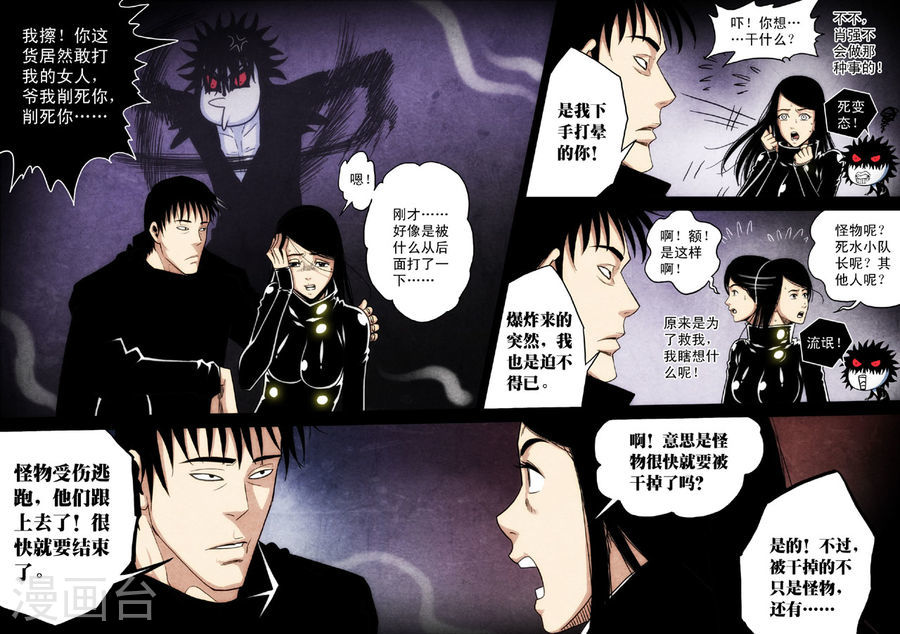 我擦！你这
货居然敢打
我的女人，
爷我削死你，
削死你……
嗯！
刚才……
好像是被
什么从后
面打了一
下……
是我下
手打晕
的你！
吓！你想…
…干什么？
不不，
肖强不
会做那
种事的！
死变
态！
爆炸来的
突然，我
也是迫不
得已。
啊！额！
是这样
啊！
原来是为
了救我，
我瞎想什
么呢！
怪物呢？
死水小队
长呢？其
他人呢？
流氓！
怪物受伤逃
跑，他们跟
上去了！很
快就要结束
了。
啊！意思是怪
物很快就要被
干掉了吗？
是的！不过，
被干掉的不
只是怪物，
还有……
漫画台